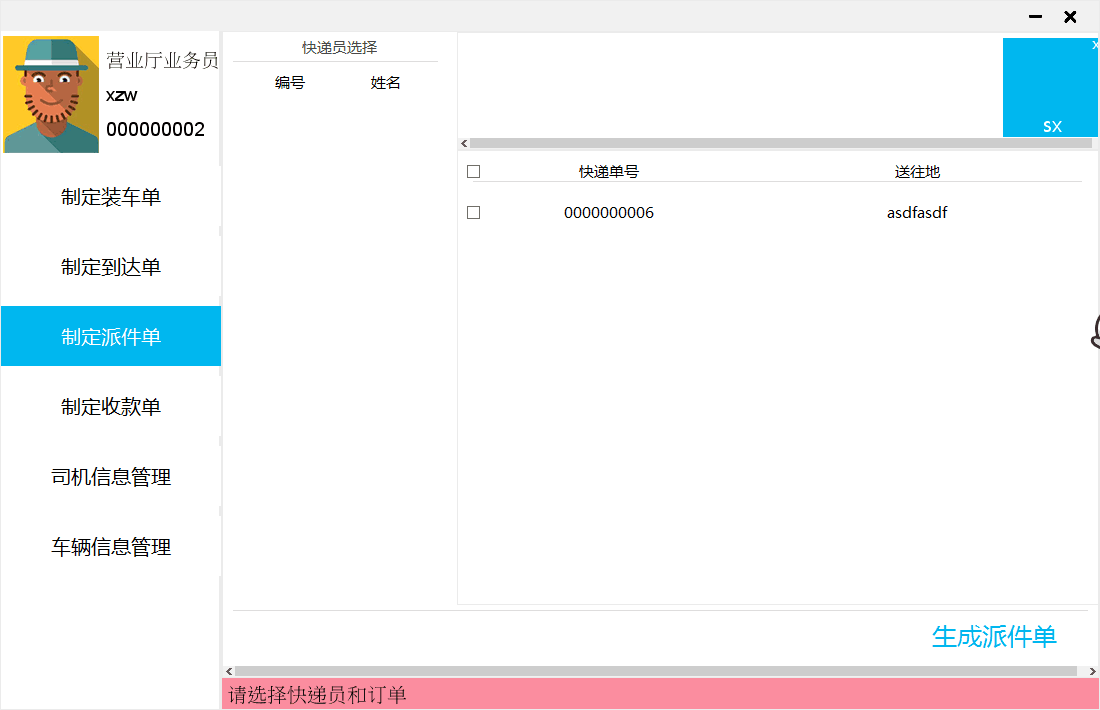 营业厅业务员
xzw
000000002
制定装车单
制定到达单
制定派件单
制定收款单
司机信息管理
车辆信息管理
快递员选择
编号 姓名
x
sx
快递单号 送往地
0000000006 asdfasdf
生成派件单
请选择快递员和订单